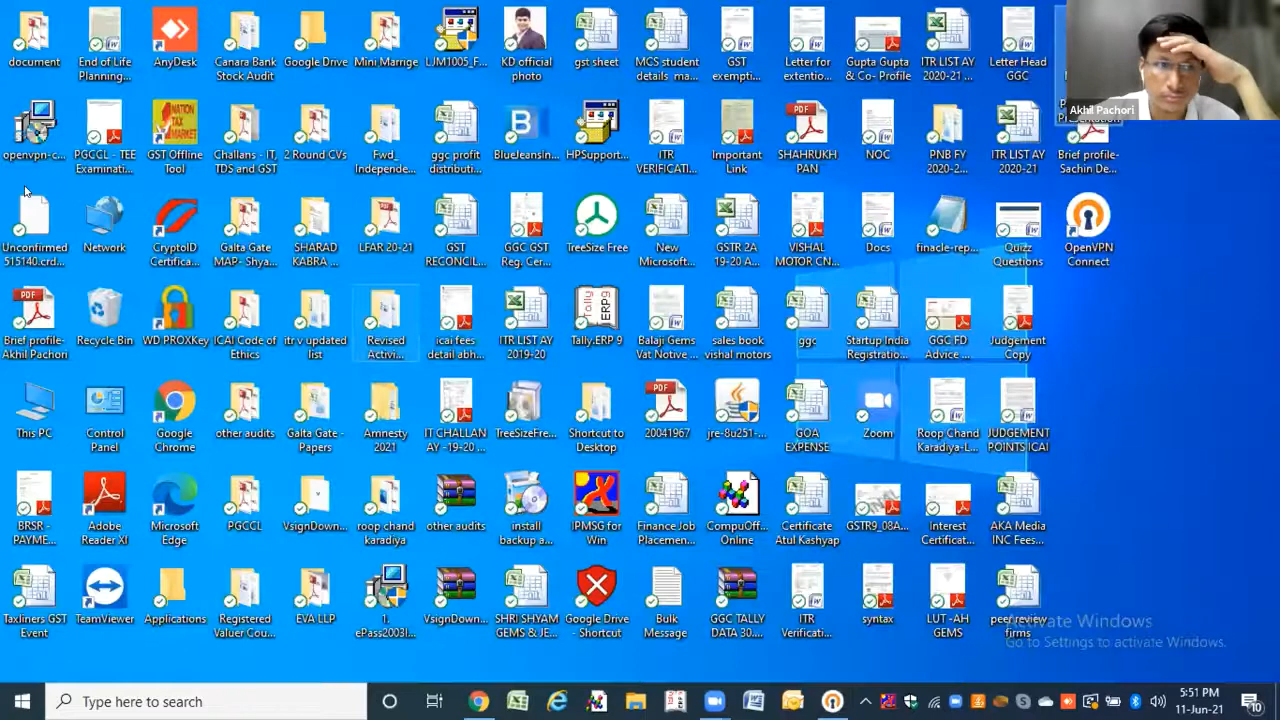 document
End of Life
Planning...
AnyDesk
Canara Bank
Stock Audit
Google Drive
Mini Marrige
LJM1005_F...
KD official
photo
gst sheet
MCS student
details ma...
GST
exempti...
Letter for
extentio...
Gupta Gupta
& Co- Profile
ITR LIST AY
2020-21 ...
Letter Head
GGC
Akhil Pachori
openvpn-c...
PGCCL - TEE
Examinati...
NATION
TAX
MARKET
GST Offline
Tool
Challans - IT,
TDS and GST
2 Round CVs
Fwd_
Independe...
ggc profit
distributi...
B
BlueJeansIn...
HPSupport...
ITR
VERIFICATI...
Important
Link
PDF
SHAHRUKH
PAN
NOC
PNB FY
2020-2...
ITR LIST AY
2020-21
Brief profile-
Sachin De...
Unconfirmed
515140.crd...
Network
CryptoID
Certifica...
Galta Gate
MAP- Shya...
SHARAD
KABRA ...
LFAR 20-21
GST
RECONCIL...
GGC GST
Reg. Cer...
TreeSize Free
New
Microsoft...
GSTR 2A
19-20 A...
VISHAL
MOTOR CN...
Docs
finacle-rep...
Quizz
Questions
OpenVPN
Connect
PDF
Brief profile-
Akhil Pachori
Recycle Bin
WD PROXKey
ICAI Code of
Ethics
itr v updated
list
Revised
Activi...
icai fees
detail abh...
ITR LIST AY
2019-20
Tally
ERP9
Tally.ERP 9
Balaji Gems
Vat Notive ...
sales book
vishal motors
ggc
Startup India
Registratio...
GGC FD
Advice ...
Judgement
Copy
This PC
Control
Panel
Google
Chrome
other audits
Galta Gate -
Papers
Amnesty
2021
IT CHALLAN
AY -19-20 ...
TreeSizeFre...
Shortcut to
Desktop
PDF
20041967
jre-8u251-...
GOA
EXPENSE
Zoom
Roop Chand
Karadiya-L...
JUDGEMENT
POINTS ICAI
BRSR -
PAYME...
Adobe
Reader XI
Microsoft
Edge
PGCCL
VsignDown...
roop chand
karadiya
other audits
install
backup a...
IPMSG for
Win
Finance Job
Placemen...
CompuOff...
Online
Certificate
Atul Kashyap
GSTR9_08A...
Interest
Certificat...
AKA Media
INC Fees...
Taxliners GST
Event
TeamViewer
Applications
Registered
Valuer Cou...
EVA LLP
1.
ePass2003I...
VsignDown...
SHRI SHYAM
GEMS & JE...
Google Drive
- Shortcut
Bulk
Message
GGC TALLY
DATA 30....
ITR
Verificati...
syntax
LUT -AH
GEMS
peer review
firms
Activate Windows
Go to Settings to activate Windows.
Type here to search
5:51 PM
11-Jun-21
10